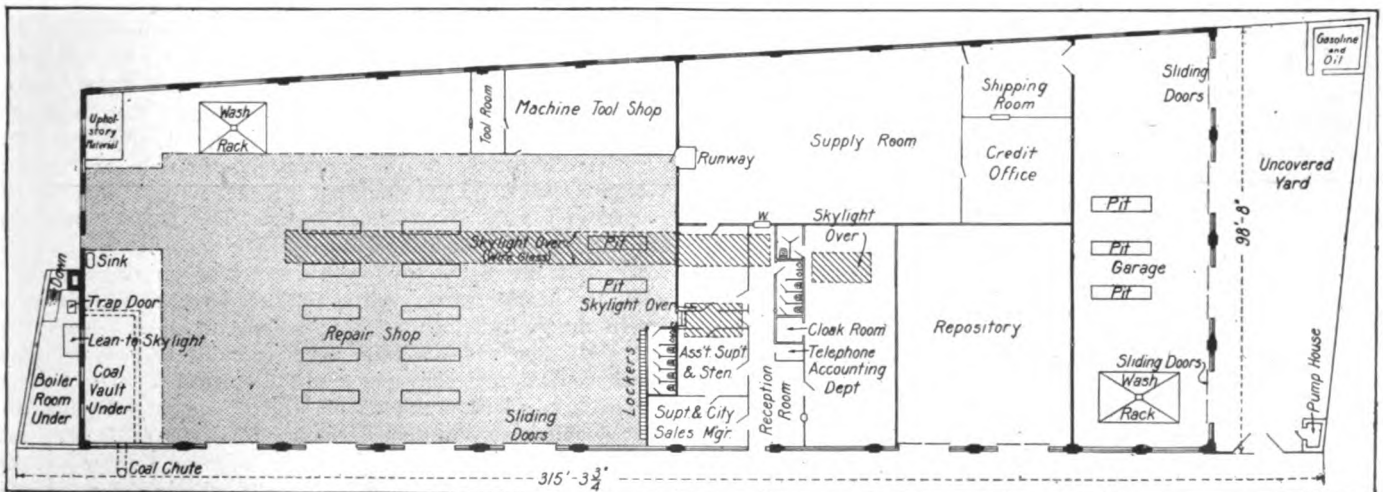 Uphol-
stery
Material
Wash
Rack
Tool Room
Machine Tool Shop
Runway
Supply Room
Shipping
Room
Credit
Office
Sliding
Doors
Gasoline
and
Oil
Uncovered
Yard
98'-8"
W.
Skylight
Over
Skylight Over
(Wire Glass)
Pit
Pit
Skylight Over
Pit
Pit
Garage
Pit
Down
Sink
Trap Door
Lean-to Skylight
Boiler
Room
Under
Coal
Vault
Under
Coal Chute
Repair Shop
Lockers
Sliding
Doors
Ass't Sup't
& Sten
Supt & City
Sales Mgr.
Reception
Room
Cloak Room
Telephone
Accounting
Dept
Repository
Sliding Doors
Wash
Rack
Pump House
315'-3 3/4"